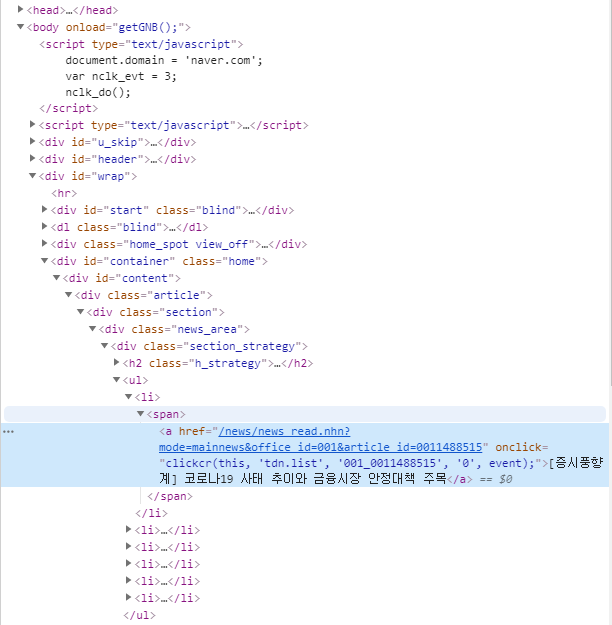 <head>…</head>
<body onload="getGNB();">
<script type="text/javascript">
document.domain = 'naver.com';
var nclk_evt = 3;
nclk_do();
</script>
<script type="text/javascript">…</script>
<div id="u_skip">…</div>
<div id="header">…</div>
<div id="wrap">
<hr>
<div id="start" class="blind">…</div>
<dl class="blind">…</dl>
<div class="home_spot view_off">…</div>
<div id="container" class="home">
<div id="content">
<div class="article">
<div class="section">
<div class="news_area">
<div class="section_strategy">
<h2 class="h_strategy">…</h2>
<ul>
<li>
<span>
… <a href="/news/news_read.nhn?
mode=mainnews&office_id=001&article_id=0011488515" onclick=
"clickcr(this, 'tdn.list', '001_0011488515', '0', event);">[증시풍향
계] 코로나19 사태 추이와 금융시장 안정대책 주목</a> == $0
</span>
</li>
<li>…</li>
<li>…</li>
<li>…</li>
<li>…</li>
<li>…</li>
</ul>